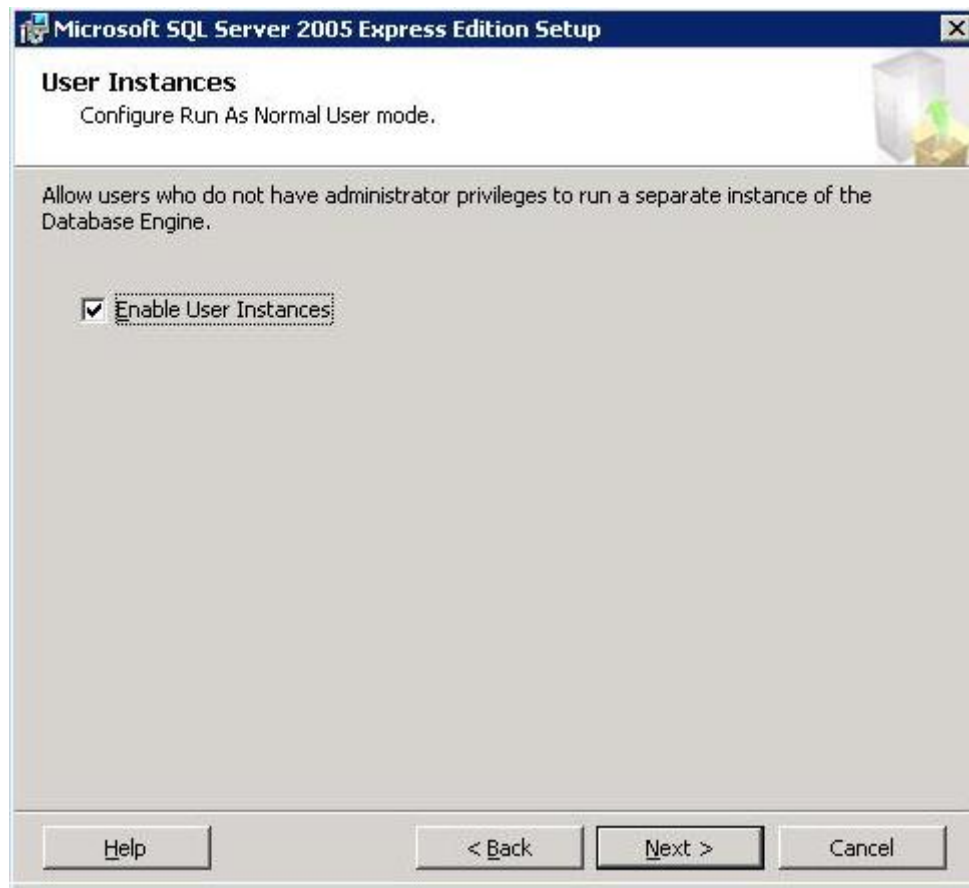 Microsoft SQL Server 2005 Express Edition Setup
User Instances
Configure Run As Normal User mode.
Allow users who do not have administrator privileges to run a separate instance of the
Database Engine.
Enable User Instances
Help
< Back
Next >
Cancel